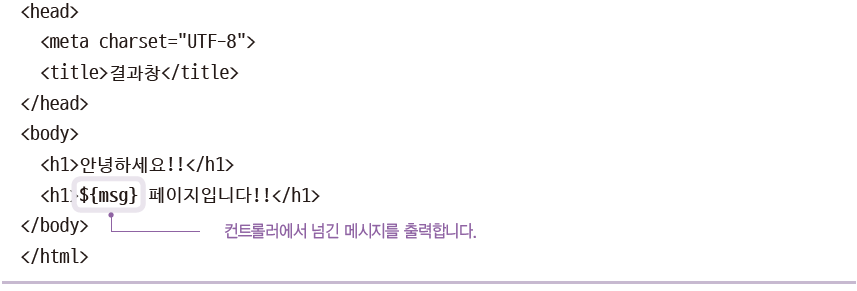 <head>
<meta charset="UTF-8">
<title>결과창</title>
</head>
<body>
<h1>안녕하세요!!</h1>
<h1>${msg} 페이지입니다!!</h1>
</body>
컨트롤러에서 넘긴 메시지를 출력합니다.
</html>